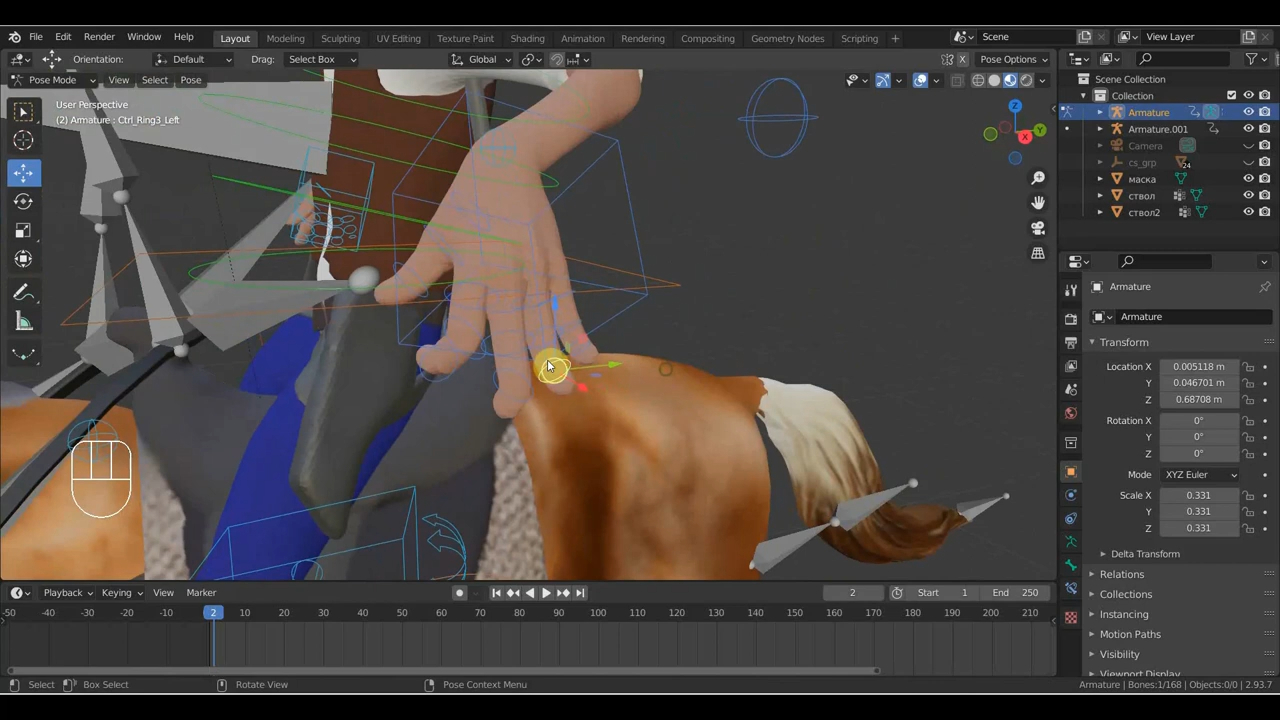 File Edit Render Window Help
Layout Modeling Sculpting UV Editing Texture Paint Shading Animation Rendering Compositing Geometry Nodes Scripting +
Scene
View Layer
Orientation: Default Drag: Select Box Global X Pose Options
Pose Mode View Select Pose
User Perspective
(2) Armature : Ctrl_Ring3_Left
Z
Y
X
Scene Collection
Collection
Armature
Armature.001
Camera
cs_grp 24
маска
ствол
ствол2
Armature
Armature
Transform
Location X 0.005118
Y 0.046701
Z 0.68708
Rotation X 0°
Y 0°
Z 0°
Mode XYZ Euler
Scale X 0.331
Y 0.331
Z 0.331
Delta Transform
Relations
Collections
Instancing
Motion Paths
Visibility
Viewport Display
Playback Keying View Marker
2 Start 1 End 250
-50 -40 -30 -20 -10 2 10 20 30 40 50 60 70 80 90 100 110 120 130 140 150 160 170 180 190 200 210
Select Box Select Rotate View Pose Context Menu
Armature | Bones:1/168 | Objects:0/0 | 2.93.7